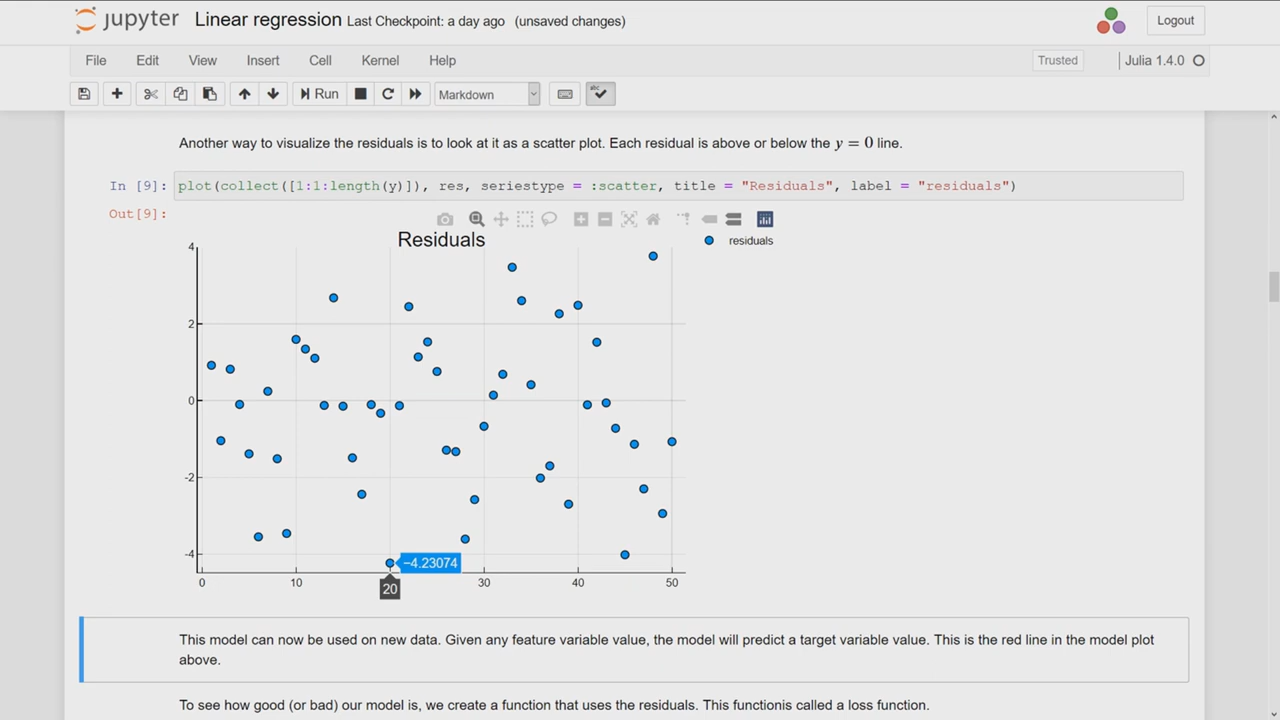 jupyter Linear regression Last Checkpoint: a day ago (unsaved changes) Logout
File Edit View Insert Cell Kernel Help Trusted Julia 1.4.0
Run Markdown
Another way to visualize the residuals is to look at it as a scatter plot. Each residual is above or below the y = 0 line.
In [9]: plot(collect([1:1:length(y)]), res, seriestype = :scatter, title = "Residuals", label = "residuals")
Out[9]:
Residuals
residuals
4
2
0
-2
-4
−4.23074
0 10 20 30 40 50
This model can now be used on new data. Given any feature variable value, the model will predict a target variable value. This is the red line in the model plot
above.
To see how good (or bad) our model is, we create a function that uses the residuals. This functionis called a loss function.